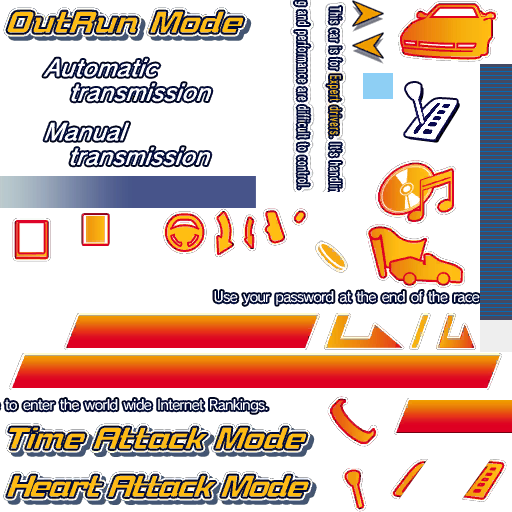 OutRun Mode
Automatic
transmission
Manual
transmission
This car is for Expert drivers. It's handlin
g and performance are difficult to control.
Use your password at the end of the race
to enter the world wide Internet Rankings.
Time Attack Mode
Heart Attack Mode